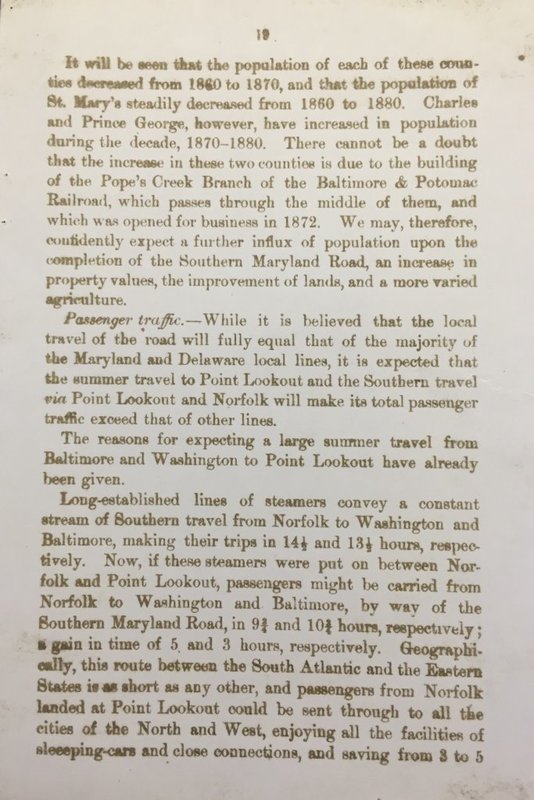 19
It will be seen that the population of each of these coun-
ties decreased from 1860 to 1870, and that the population of
St. Mary's steadily decreased from 1860 to 1880. Charles
and Prince George, however, have increased in population
during the decade, 1870-1880. There cannot be a doubt
that the increase in these two counties is due to the building
of the Pope's Creek Branch of the Baltimore & Potomac
Railroad, which passes through the middle of them, and
which was opened for business in 1872. We may, therefore,
confidently expect a further influx of population upon the
completion of the Southern Maryland Road, an increase in
property values, the improvement of lands, and a more varied
agriculture.
Passenger traffic.—While it is believed that the local
travel of the road will fully equal that of the majority of
the Maryland and Delaware local lines, it is expected that
the summer travel to Point Lookout and the Southern travel
via Point Lookout and Norfolk will make its total passenger
traffic exceed that of other lines.
The reasons for expecting a large summer travel from
Baltimore and Washington to Point Lookout have already
been given.
Long-established lines of steamers convey a constant
stream of Southern travel from Norfolk to Washington and
Baltimore, making their trips in 14½ and 13½ hours, respec-
tively. Now, if these steamers were put on between Nor-
folk and Point Lookout, passengers might be carried from
Norfolk to Washington and Baltimore, by way of the
Southern Maryland Road, in 9¾ and 10¾ hours, respectively;
a gain in time of 5 and 3 hours, respectively. Geographi-
cally, this route between the South Atlantic and the Eastern
States is as short as any other, and passengers from Norfolk
landed at Point Lookout could be sent through to all the
cities of the North and West, enjoying all the facilities of
sleeeping-cars and close connections, and saving from 3 to 5